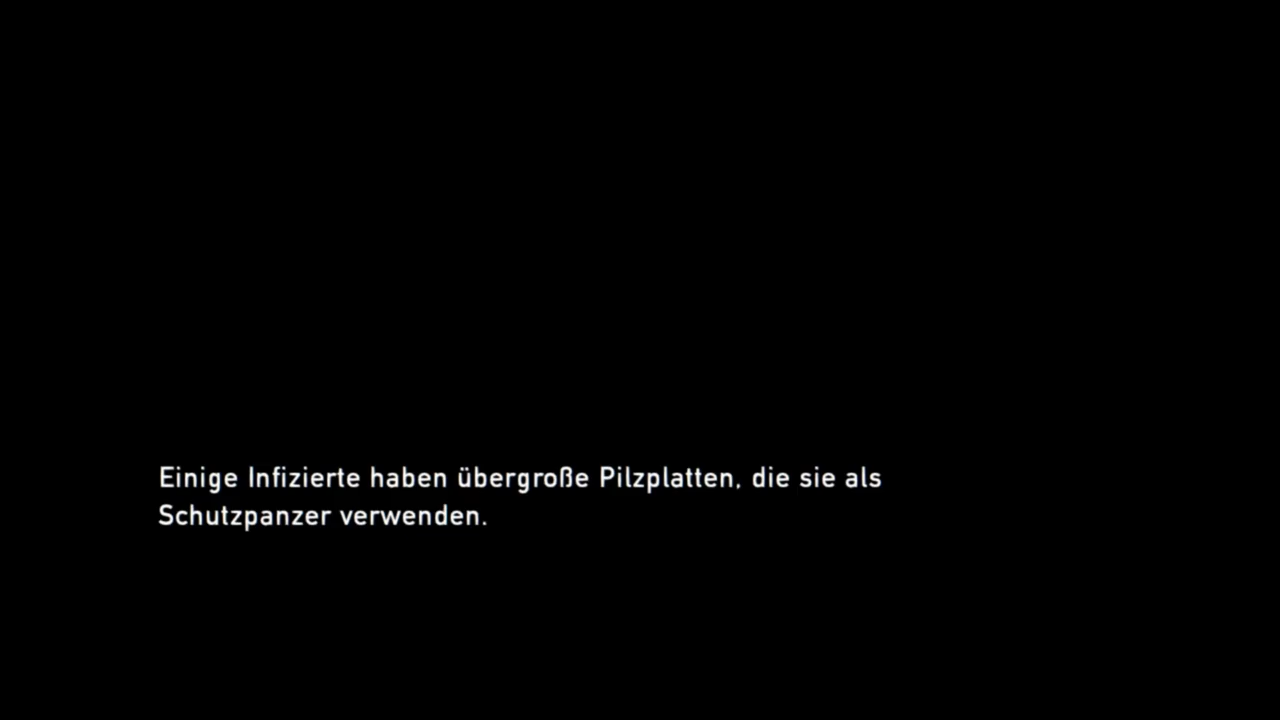 Einige Infizierte haben übergroße Pilzplatten, die sie als
Schutzpanzer verwenden.